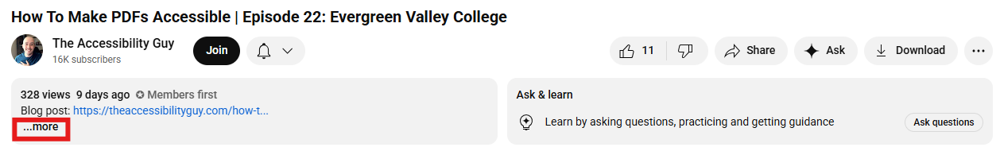 How To Make PDFs Accessible | Episode 22: Evergreen Valley College
The Accessibility Guy
16K subscribers
Join
11
Share
Ask
Download
328 views 9 days ago Members first
Blog post: https://theaccessibilityguy.com/how-t...
...more
Ask & learn
Learn by asking questions, practicing and getting guidance
Ask questions